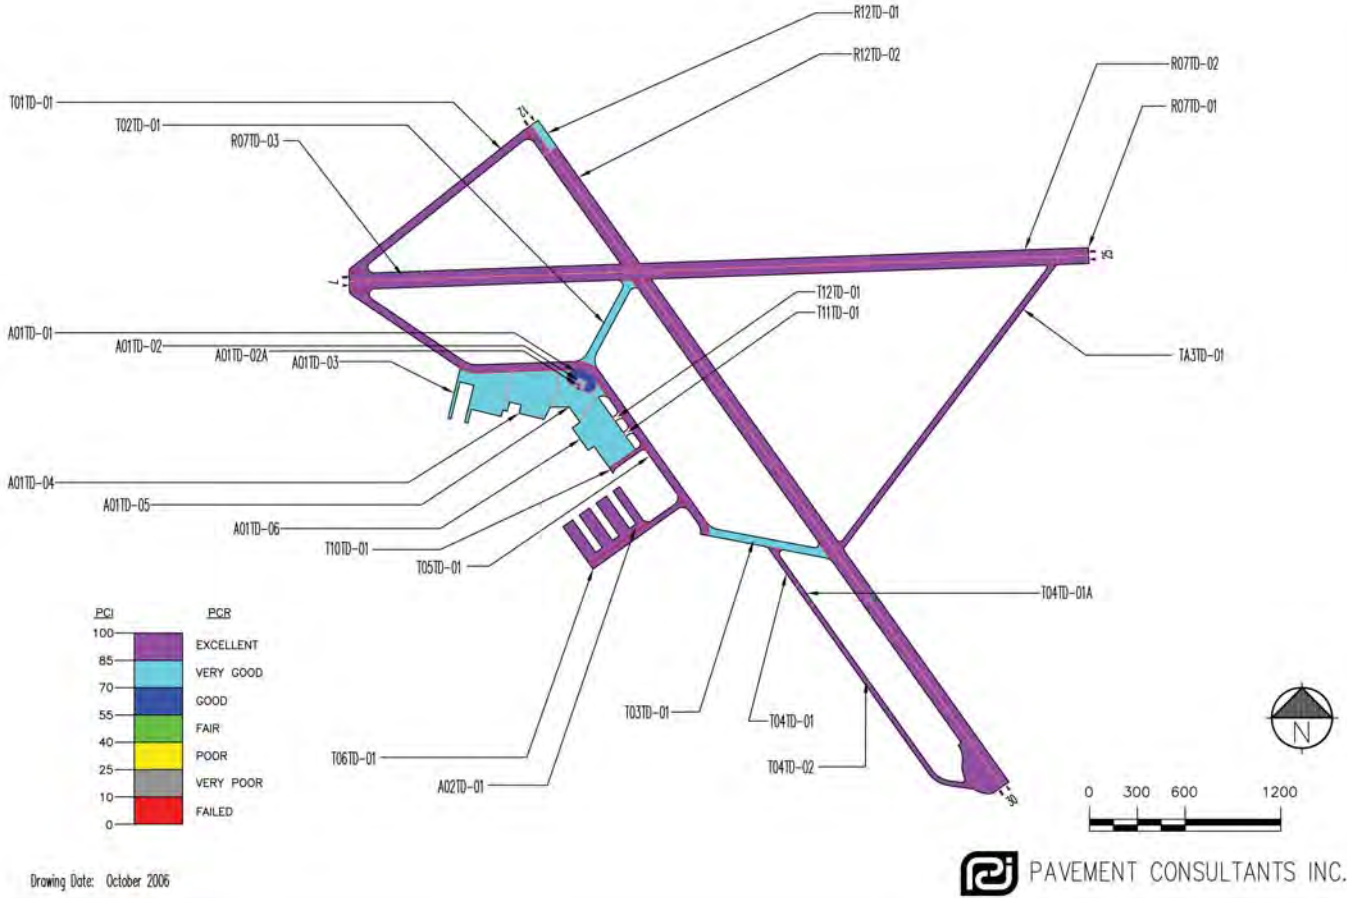 R12TD-01
R12TD-02
R07TD-02
R07TD-01
T01TD-01
T02TD-01
R07TD-03
12
25
7
T12TD-01
T11TD-01
A01TD-01
A01TD-02
A01TD-02A
A01TD-03
TA3TD-01
A01TD-04
A01TD-05
A01TD-06
T10TD-01
T05TD-01
T04TD-01A
T03TD-01
T04TD-01
T06TD-01
T04TD-02
A02TD-01
30
PCI PCR
100
EXCELLENT
85
VERY GOOD
70
GOOD
55
FAIR
40
POOR
25
VERY POOR
10
FAILED
0
N
0 300 600 1200
PAVEMENT CONSULTANTS INC.
Drawing Date: October 2006